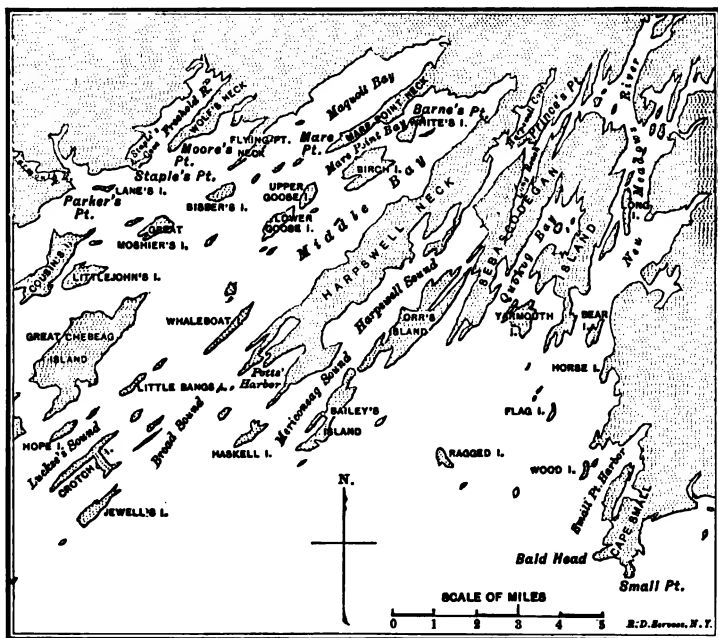 Maquoit Bay
River
Freehold R.
WOLF'S NECK
FLYING PT.
MARE POINT NECK
Barne's Pt.
WHITE'S I.
Prince's Pt.
Moore's
NECK
Pt.
Mare
Pt.
Mare Point Bay
Meadows
Staple's Pt.
BIRCH I.
LANE'S I.
Parker's
Pt.
BIBBER'S I.
UPPER
GOOSE I.
LOWER
GOOSE I.
Middle Bay
HARPSWELL NECK
SEBASCODEGAN
ISLAND
Quahog Bay
LONG
I.
New
GREAT
MOSHIER'S I.
COUSIN'S I.
LITTLEJOHN'S I.
Harpswell Sound
WHALEBOAT I.
ORR'S
ISLAND
YARMOUTH
I.
BEAR
I.
GREAT CHEBEAG
ISLAND
HORSE I.
Potts'
Harbor
LITTLE BANGS I.
Mericoneag Sound
BAILEY'S
ISLAND
FLAG I.
Broad Sound
HOPE I.
Luckse's Sound
CROTCH I.
HASKELL I.
RAGGED I.
WOOD I.
Small Pt. Harbor
CAPE SMALL
JEWELL'S I.
N.
Bald Head
Small Pt.
SCALE OF MILES
0 1 2 3 4 5
R. D. Servoss, N. Y.